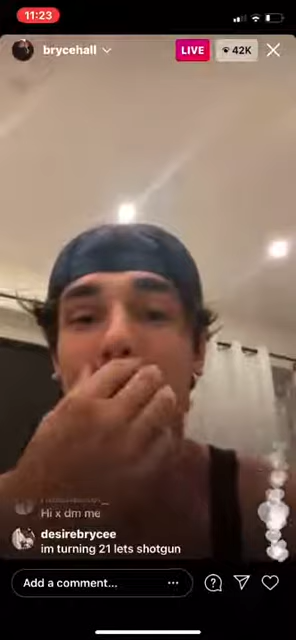 11:23
brycehall
LIVE
42K
Hi x dm me
desirebrycee
im turning 21 lets shotgun
Add a comment...